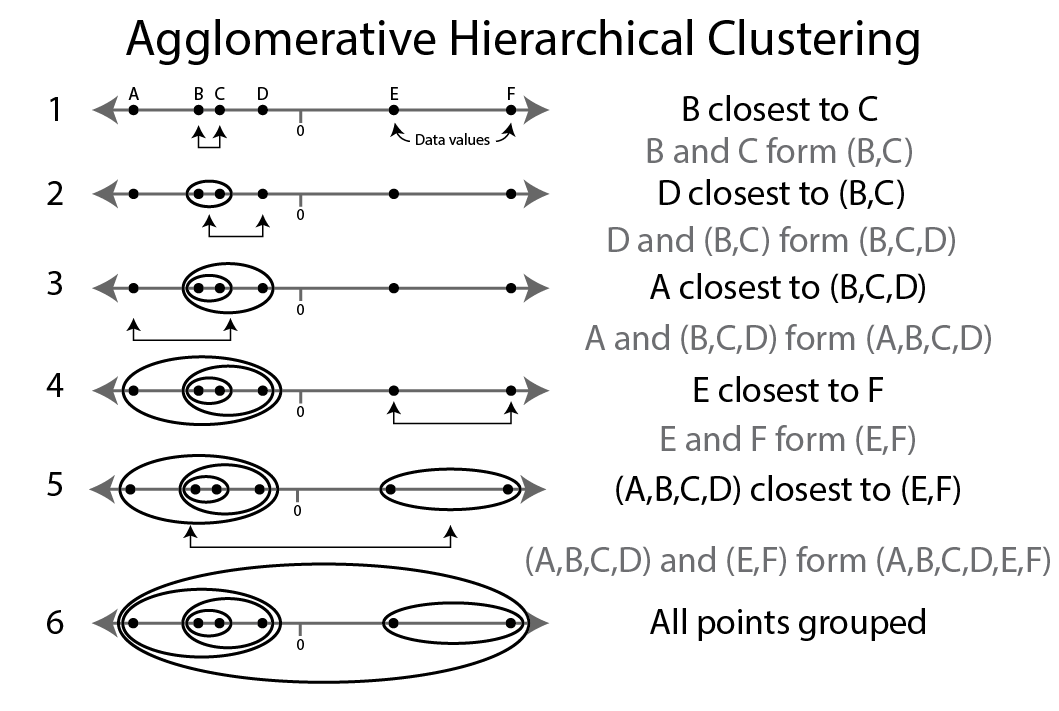 Agglomerative Hierarchical Clustering
1
A B C D E F
0
Data values
B closest to C
B and C form (B,C)
2
0
D closest to (B,C)
D and (B,C) form (B,C,D)
3
0
A closest to (B,C,D)
A and (B,C,D) form (A,B,C,D)
4
0
E closest to F
E and F form (E,F)
5
0
(A,B,C,D) closest to (E,F)
(A,B,C,D) and (E,F) form (A,B,C,D,E,F)
6
0
All points grouped